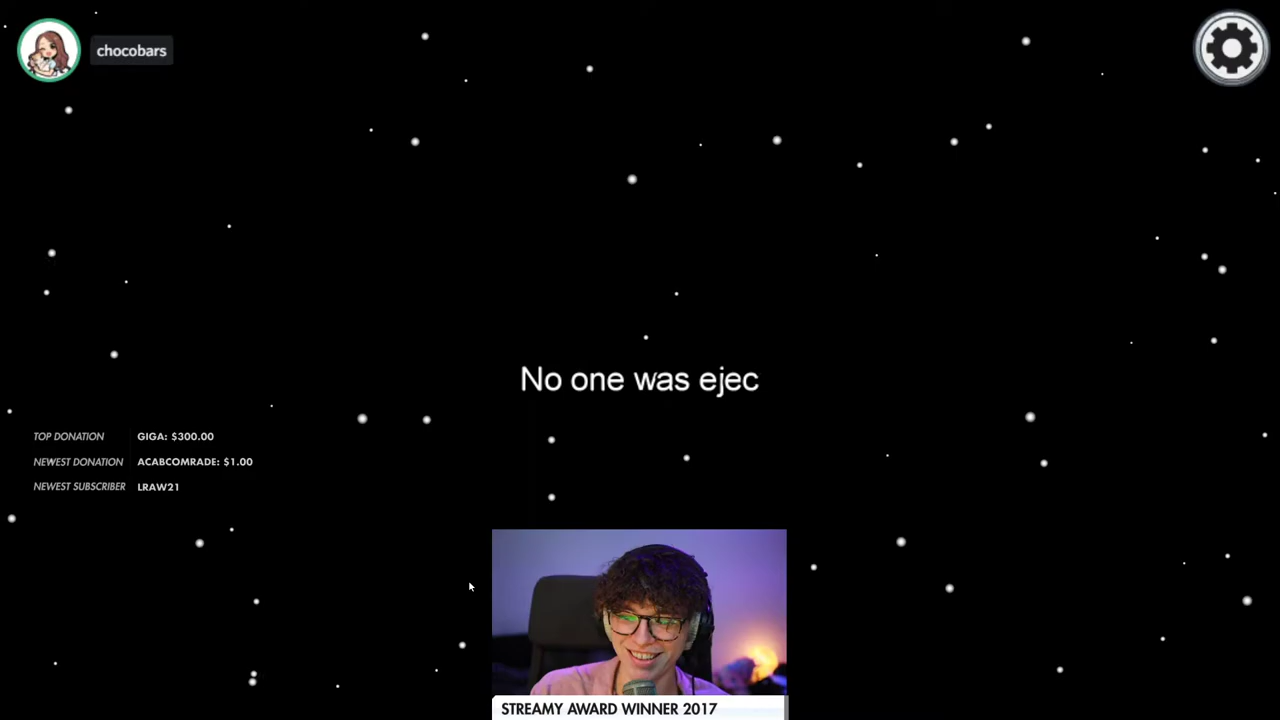 chocobars
No one was ejec
TOP DONATION GIGA: $300.00
NEWEST DONATION ACABCOMRADE: $1.00
NEWEST SUBSCRIBER LRAW21
STREAMY AWARD WINNER 2017